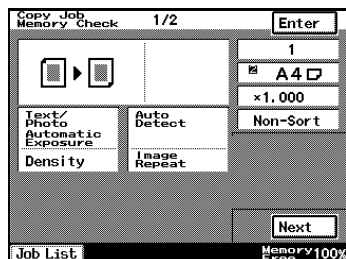 Copy Job
Memory Check 1/2 Enter
1
A4
×1.000
Non-Sort
Text/
Photo
Automatic
Exposure
Density
Auto
Detect
Image
Repeat
Next
Job List
Memory
Free 100%